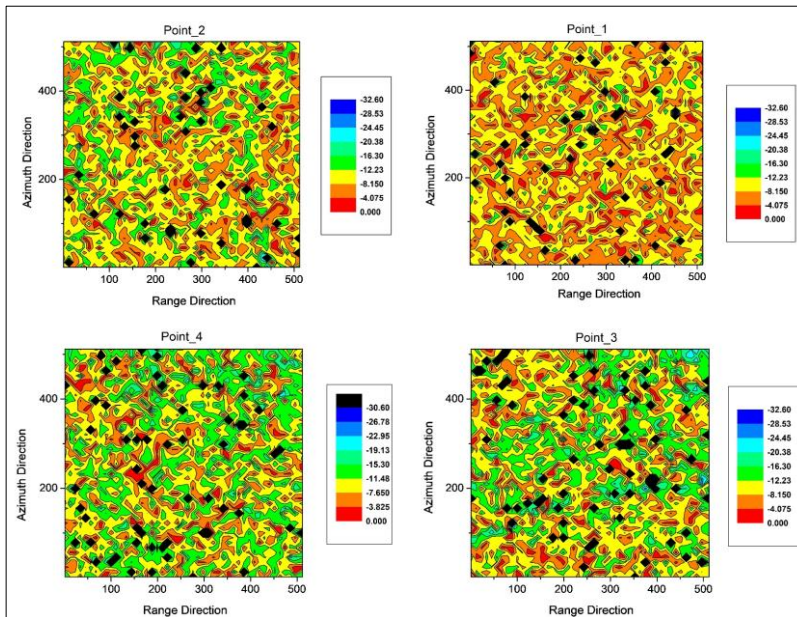 Point_2
400
200
Azimuth Direction
100 200 300 400 500
Range Direction
-32.60
-28.53
-24.45
-20.38
-16.30
-12.23
-8.150
-4.075
0.000
Point_1
400
200
Azimuth Direction
100 200 300 400 500
Range Direction
-32.60
-28.53
-24.45
-20.38
-16.30
-12.23
-8.150
-4.075
0.000
Point_4
400
200
Azimuth Direction
100 200 300 400 500
Range Direction
-30.60
-26.78
-22.95
-19.13
-15.30
-11.48
-7.650
-3.825
0.000
Point_3
400
200
Azimuth Direction
100 200 300 400 500
Range Direction
-32.60
-28.53
-24.45
-20.38
-16.30
-12.23
-8.150
-4.075
0.000